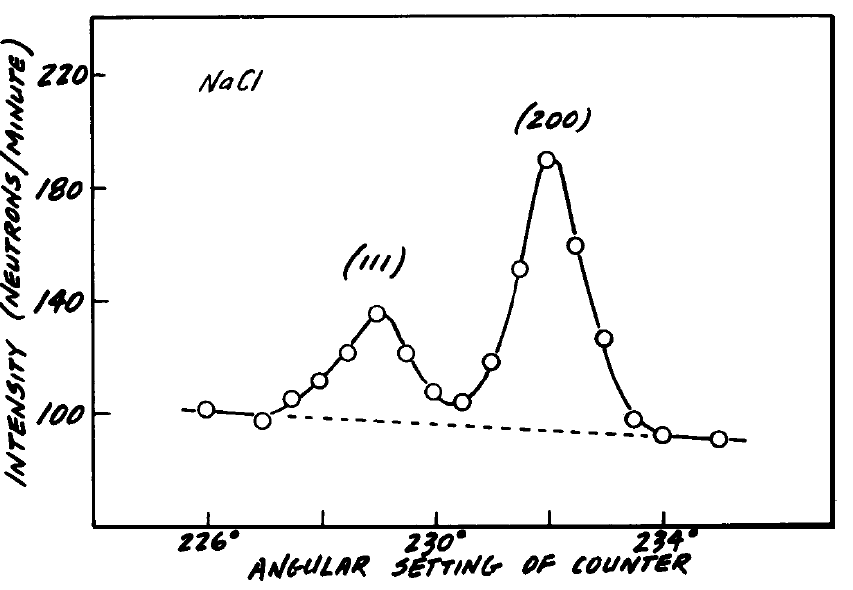 NaCl
(200)
(111)
INTENSITY (NEUTRONS/MINUTE)
220
180
140
100
226° 230° 234°
ANGULAR SETTING OF COUNTER